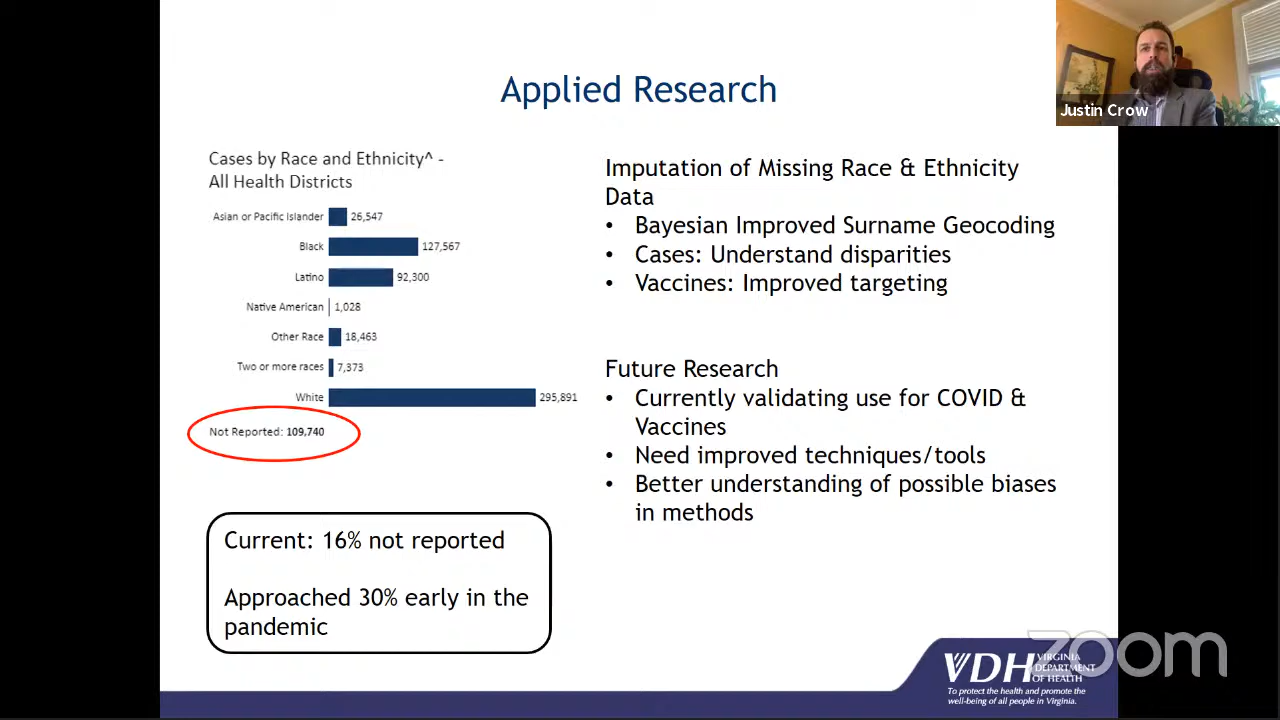 Applied Research
Justin Crow
Cases by Race and Ethnicity^ -
All Health Districts
Asian or Pacific Islander 26,547
Black 127,567
Latino 92,300
Native American 1,028
Other Race 18,463
Two or more races 7,373
White 295,891
Not Reported: 109,740
Current: 16% not reported
Approached 30% early in the
pandemic
Imputation of Missing Race & Ethnicity
Data
• Bayesian Improved Surname Geocoding
• Cases: Understand disparities
• Vaccines: Improved targeting
Future Research
• Currently validating use for COVID &
Vaccines
• Need improved techniques/tools
• Better understanding of possible biases
in methods
VDH VIRGINIA
DEPARTMENT
OF HEALTH
To protect the health and promote the
well-being of all people in Virginia.
zoom